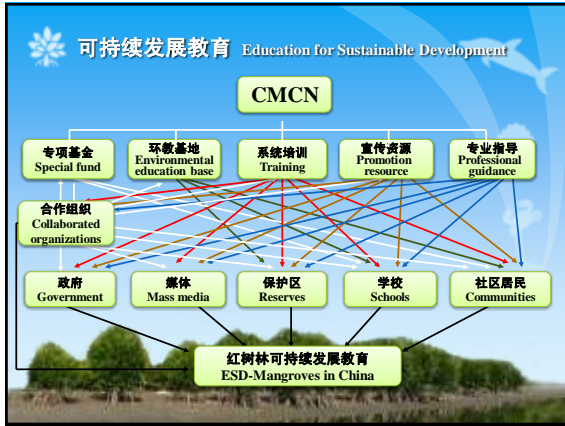 可持续发展教育 Education for Sustainable Development
CMCN
专项基金
Special fund
环教基地
Environmental
education base
系统培训
Training
宣传资源
Promotion
resource
专业指导
Professional
guidance
合作组织
Collaborated
organizations
政府
Government
媒体
Mass media
保护区
Reserves
学校
Schools
社区居民
Communities
红树林可持续发展教育
ESD-Mangroves in China